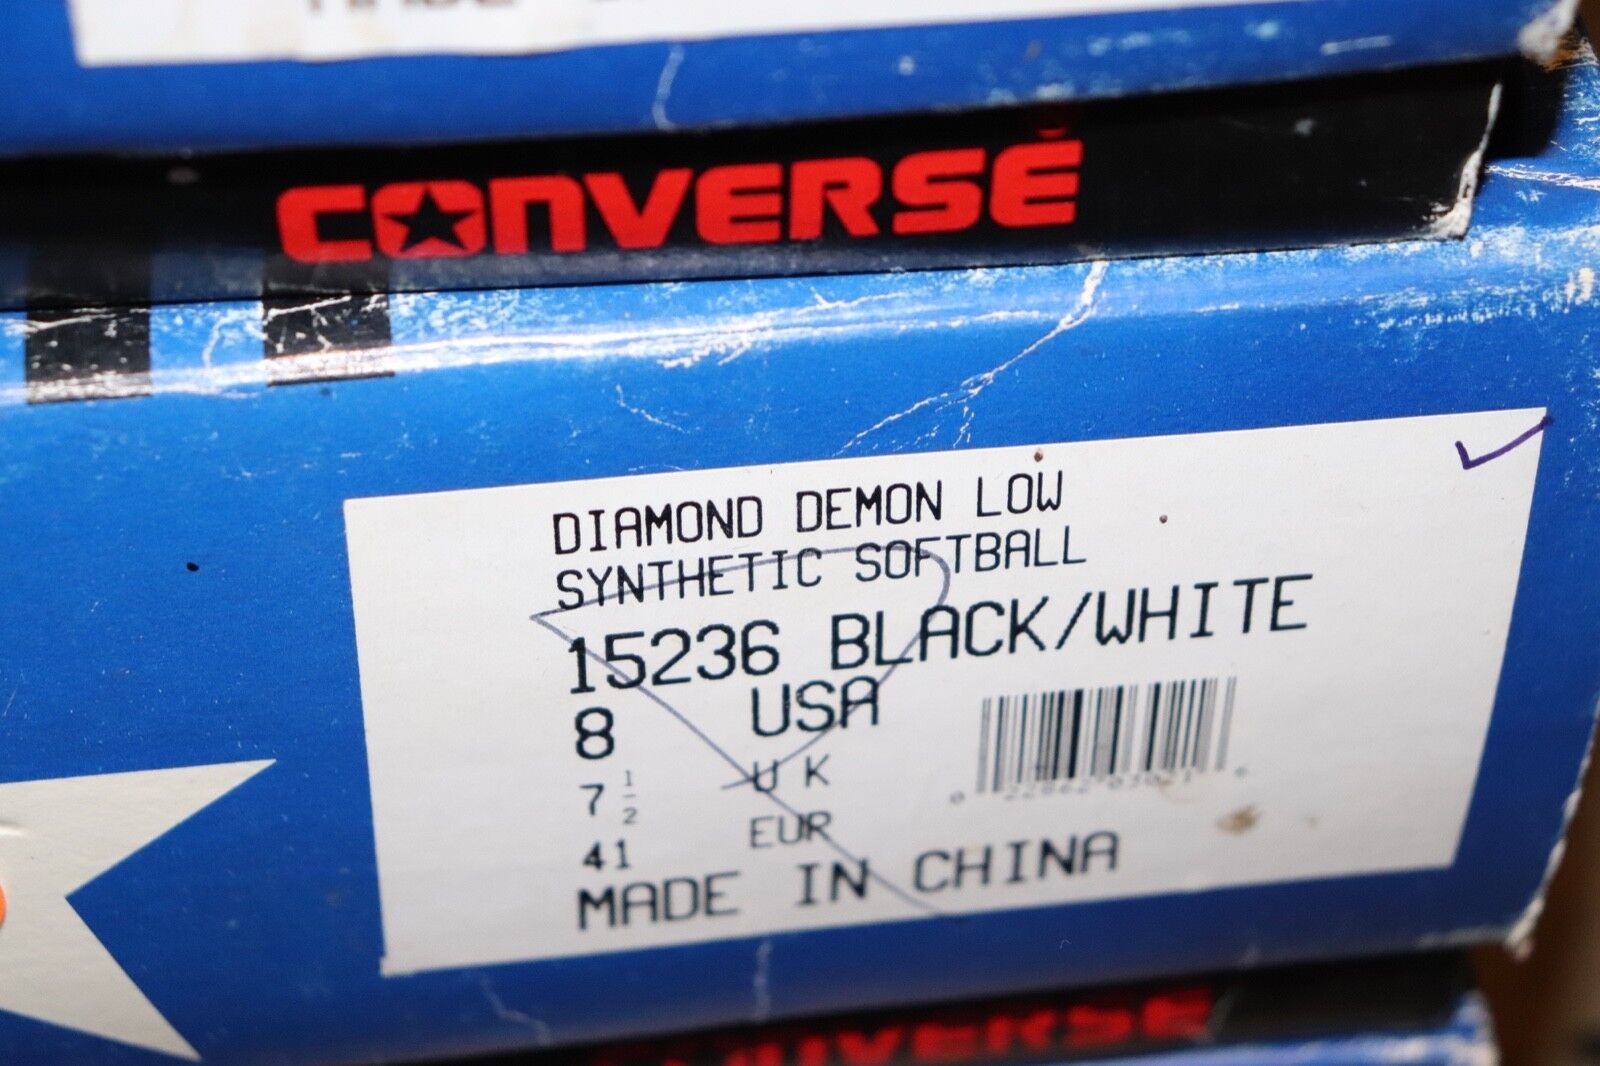 CONVERSE
DIAMOND DEMON LOW
SYNTHETIC SOFTBALL
15236 BLACK/WHITE
8 USA
7 1/2 UK
41 EUR
MADE IN CHINA
CONVERSE